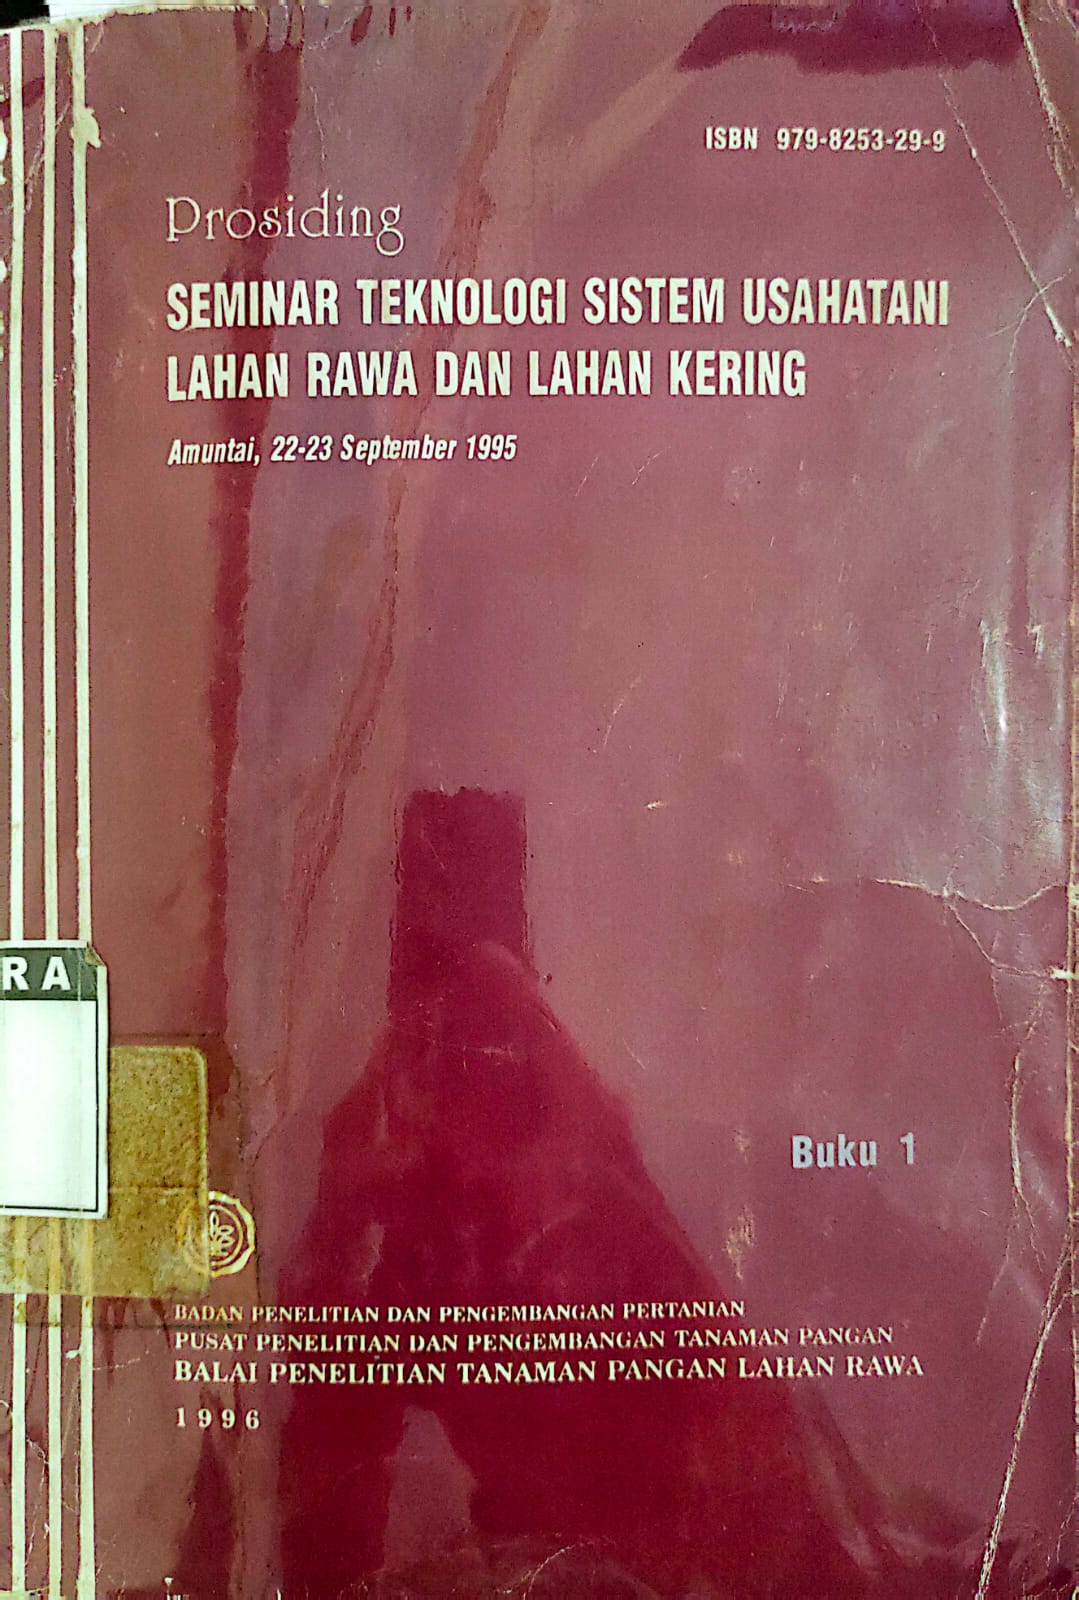 ISBN 979-8253-29-9
Prosiding
SEMINAR TEKNOLOGI SISTEM USAHATANI
LAHAN RAWA DAN LAHAN KERING
Amuntai, 22-23 September 1995
RA
Buku 1
BADAN PENELITIAN DAN PENGEMBANGAN PERTANIAN
PUSAT PENELITIAN DAN PENGEMBANGAN TANAMAN PANGAN
BALAI PENELITIAN TANAMAN PANGAN LAHAN RAWA
1996